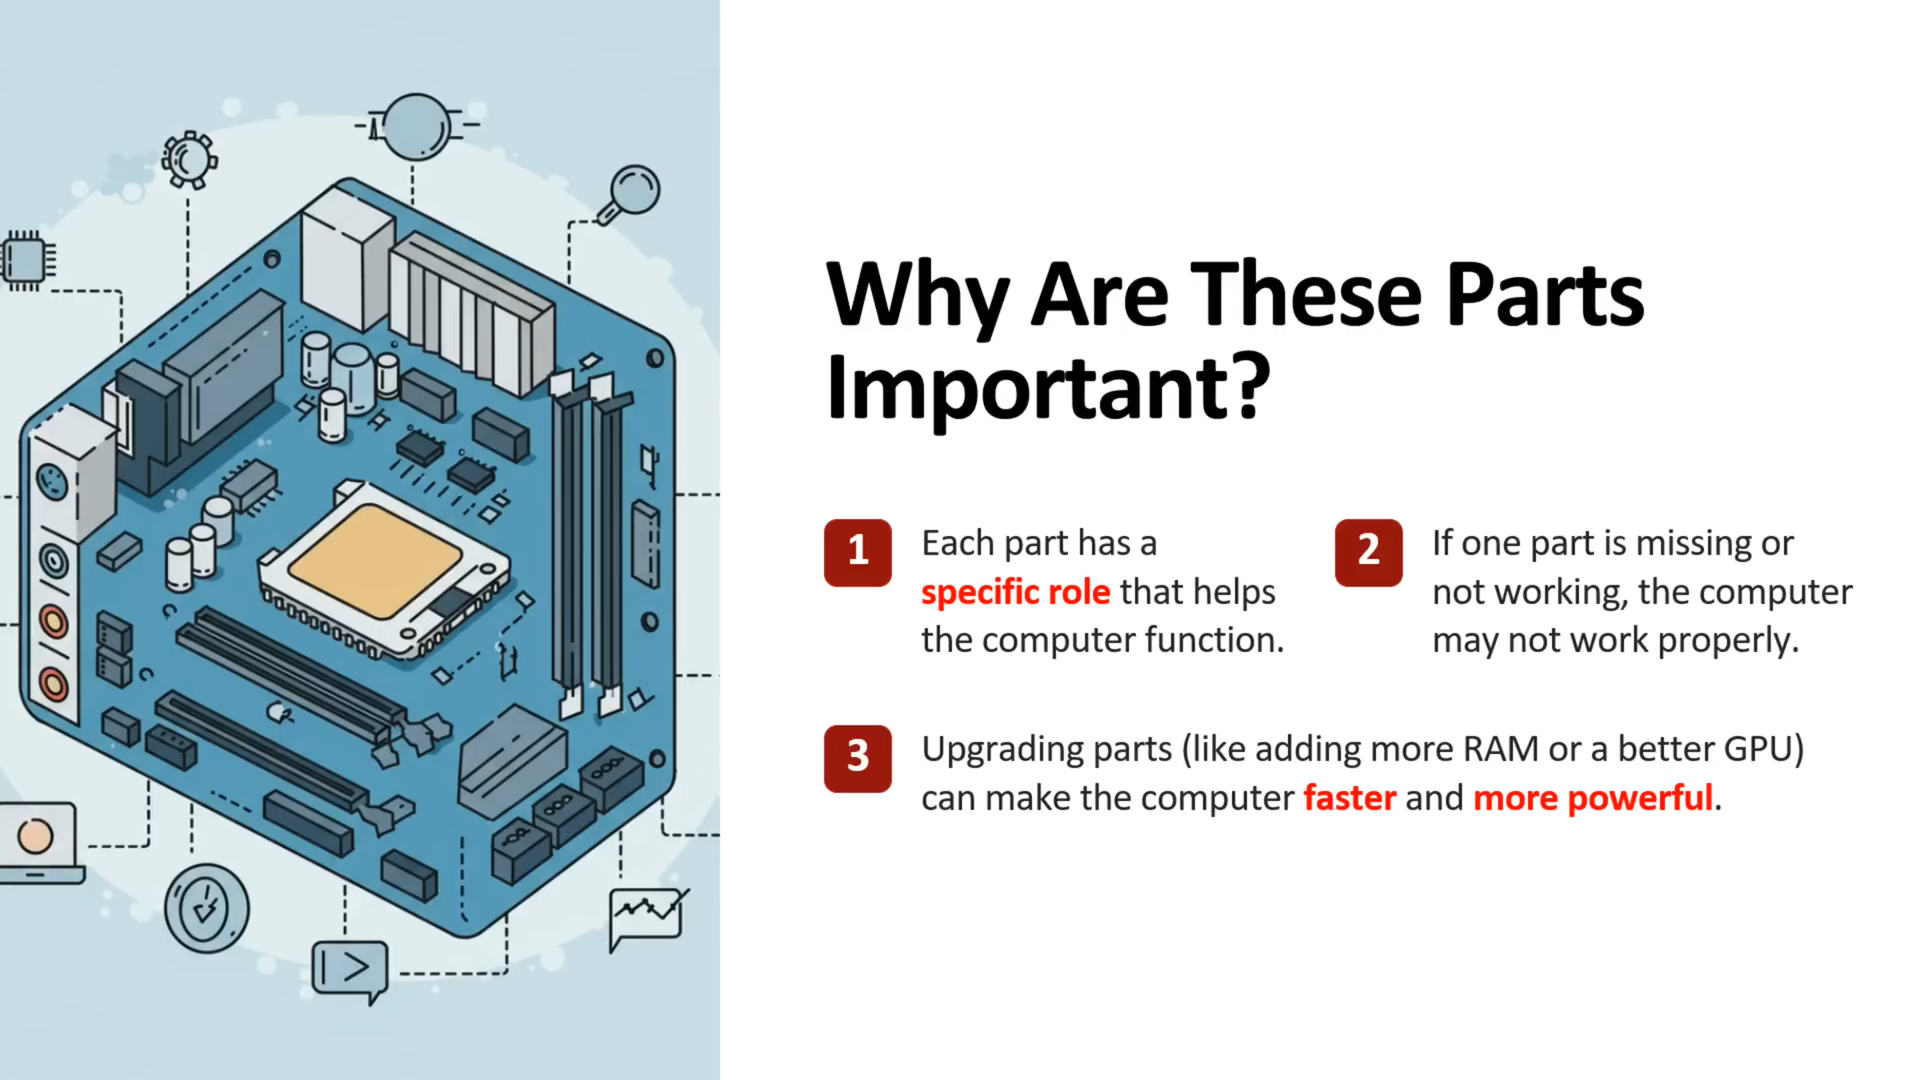 Why Are These Parts
Important?
1
Each part has a
specific role that helps
the computer function.
2
If one part is missing or
not working, the computer
may not work properly.
3
Upgrading parts (like adding more RAM or a better GPU)
can make the computer faster and more powerful.